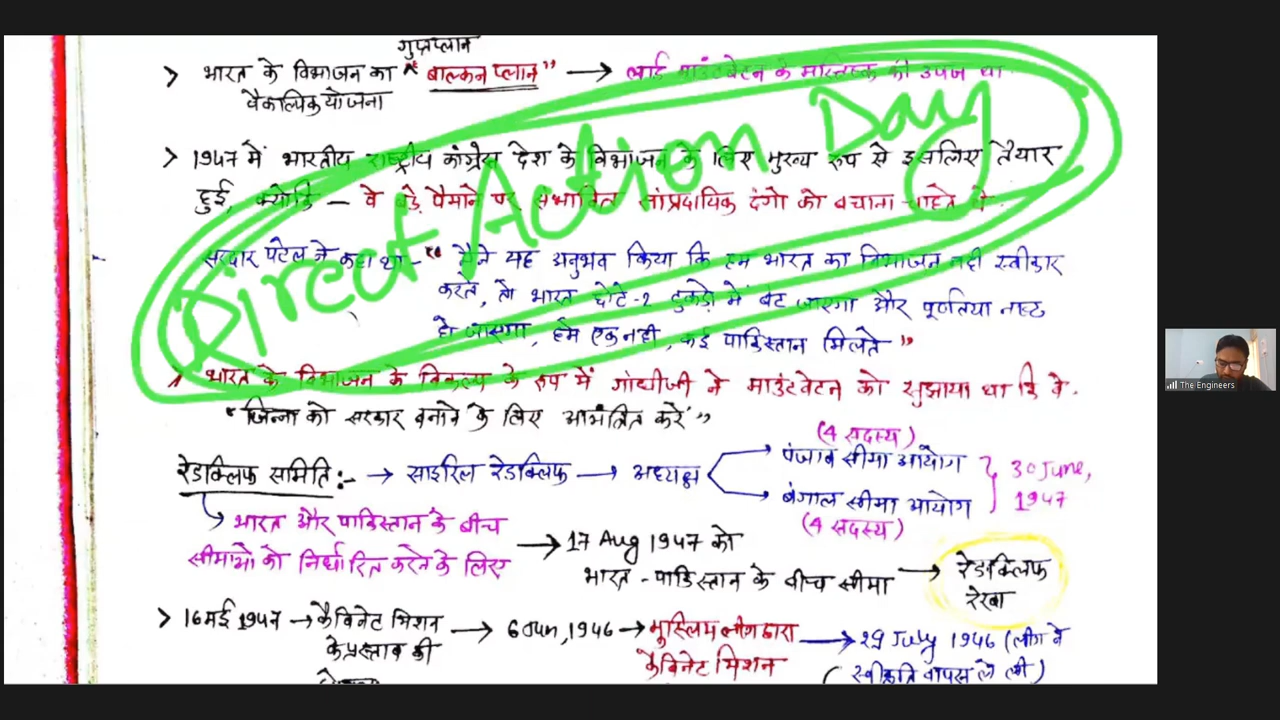 गुप्तप्लान
> भारत के विभाजन का "बाल्कन प्लान" → लार्ड माउंटबेटन के मस्तिष्क की उपज था
वैकल्पिक योजना
> 1947 में भारतीय राष्ट्रीय कांग्रेस देश के विभाजन के लिए मुख्य रूप से इसलिए तैयार
हुई, क्योंकि – वे बड़े पैमाने पर संभावित सांप्रदायिक दंगो को बचाना चाहते थे
Direct Action Day
सरदार पटेल ने कहा था – " मैने यह अनुभव किया कि हम भारत का विभाजन नही स्वीकार
करते, तो भारत छोटे-2 टुकड़ो में बंट जाएगा और पूर्णतिया नष्ट
हो जाएगा, हमे एक नही, कई पाकिस्तान मिलते"
> भारत के विभाजन के विकल्प के रूप में गांधीजी ने माउंटबेटन को सुझाया था कि वे
"जिन्ना को सरकार बनाने के लिए आमंत्रित करें"
रेडक्लिफ समिति:- → साइरिल रेडक्लिफ → अध्यक्ष
(4 सदस्य)
पंजाब सीमा आयोग
बंगाल सीमा आयोग
(4 सदस्य)
30 June,
1947
भारत और पाकिस्तान के बीच
सीमाओ को निर्धारित करने के लिए
→ 17 Aug 1947 को
भारत - पाकिस्तान के बीच सीमा
→ रेडक्लिफ
रेखा
> 16 मई 1947 → कैबिनेट मिशन
के प्रस्ताव की
→ 6 Jun, 1946 → मुस्लिम लीग द्वारा
कैबिनेट मिशन
→ 29 July 1946 (लीग ने
( स्वीकृति वापस ले ली)
The Engineers